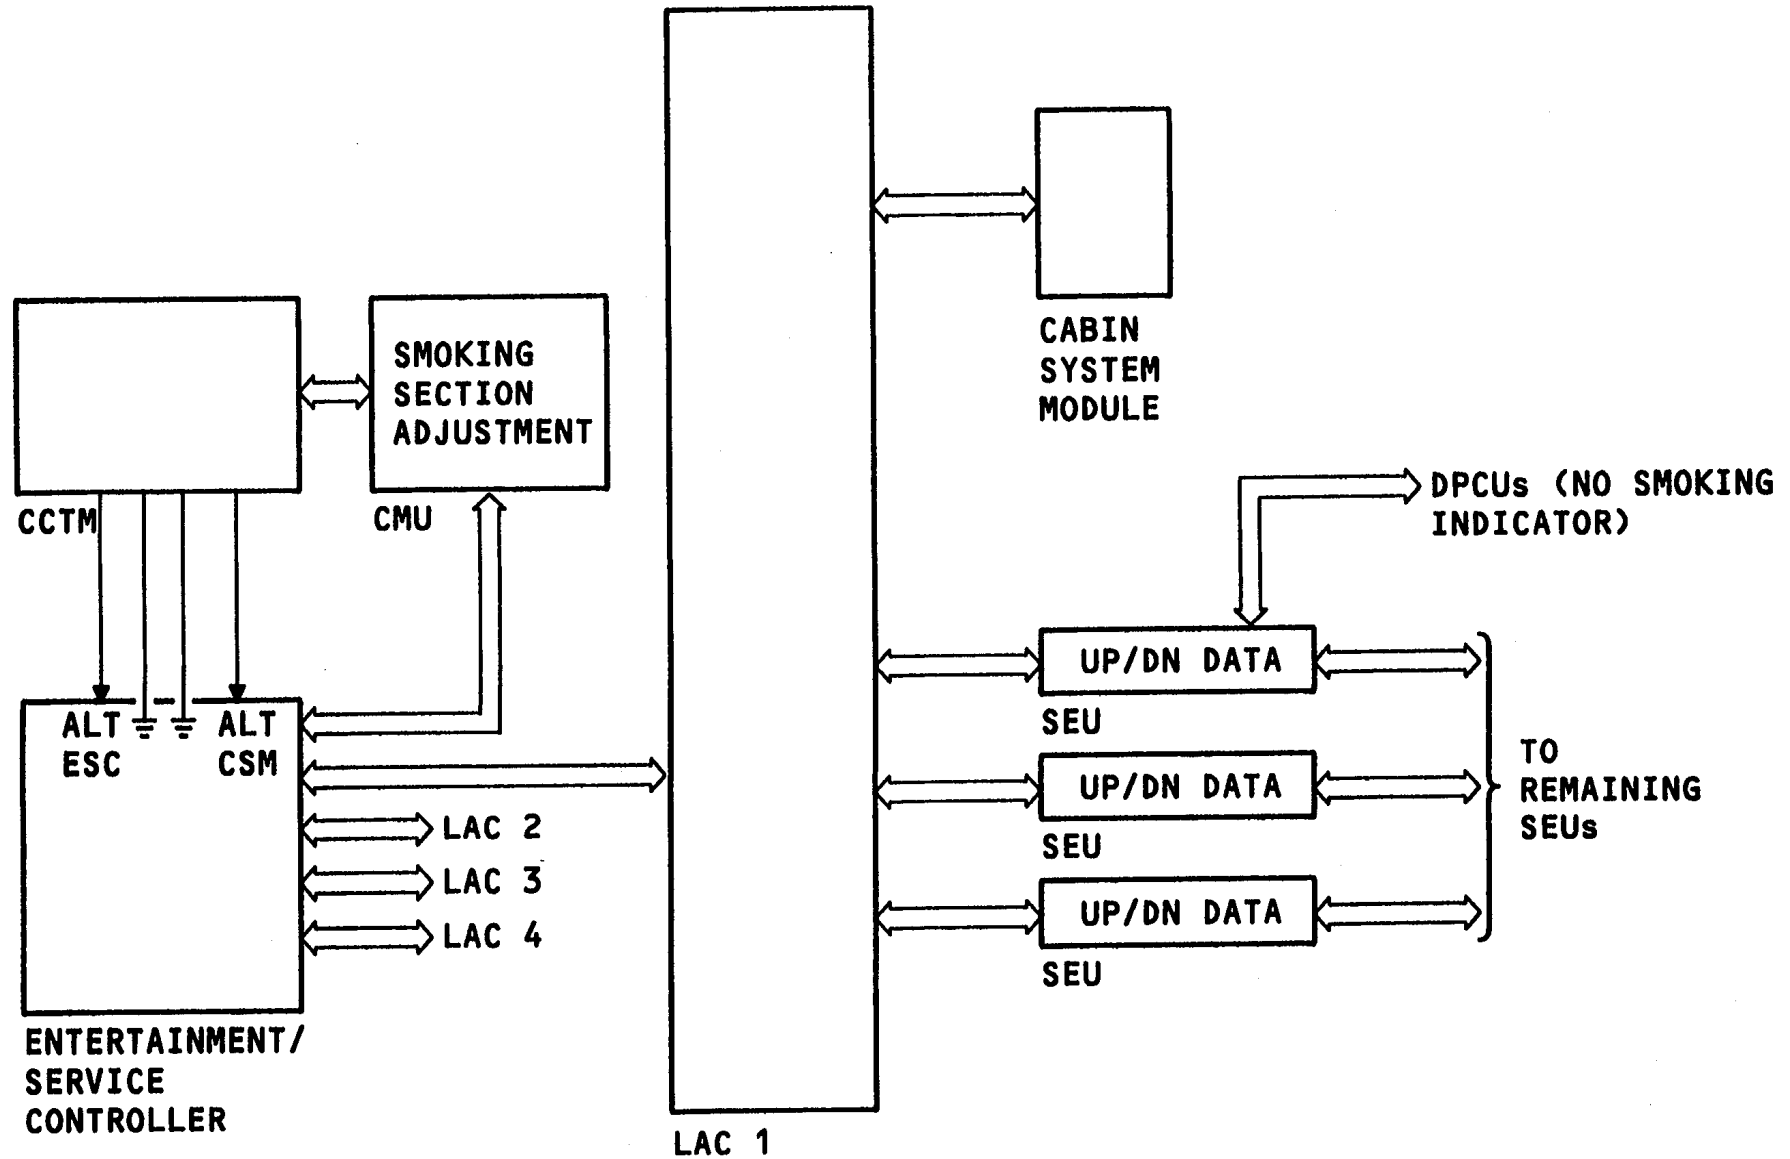 SMOKING
SECTION
ADJUSTMENT
CCTM
CMU
CABIN
SYSTEM
MODULE
DPCUs (NO SMOKING
INDICATOR)
ALT
ESC
ALT
CSM
LAC 2
LAC 3
LAC 4
ENTERTAINMENT/
SERVICE
CONTROLLER
LAC 1
UP/DN DATA
SEU
UP/DN DATA
SEU
UP/DN DATA
SEU
TO
REMAINING
SEUs